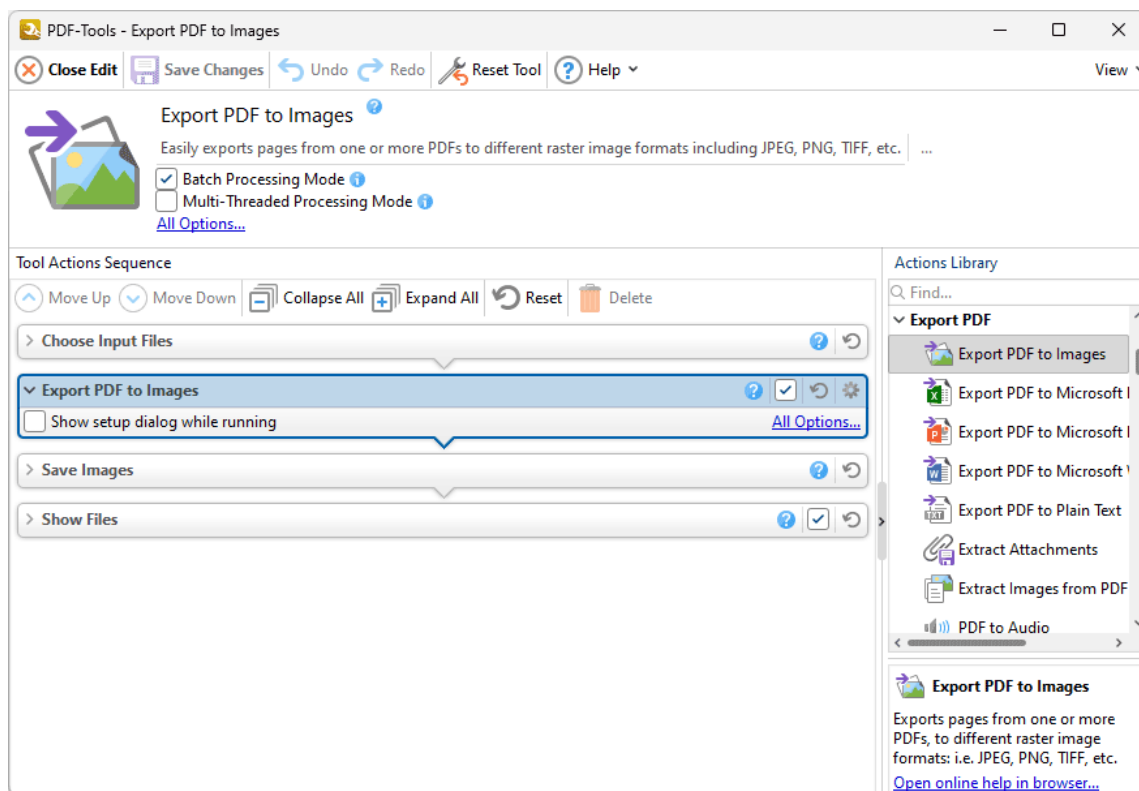 PDF-Tools - Export PDF to Images
Close Edit Save Changes Undo Redo Reset Tool Help View
Export PDF to Images
Easily exports pages from one or more PDFs to different raster image formats including JPEG, PNG, TIFF, etc. ...
Batch Processing Mode
Multi-Threaded Processing Mode
All Options...
Tool Actions Sequence
Move Up Move Down Collapse All Expand All Reset Delete
Choose Input Files
Export PDF to Images
Show setup dialog while running All Options...
Save Images
Show Files
Actions Library
Find...
Export PDF
Export PDF to Images
Export PDF to Microsoft
Export PDF to Microsoft
Export PDF to Microsoft
Export PDF to Plain Text
Extract Attachments
Extract Images from PDF
PDF to Audio
Export PDF to Images
Exports pages from one or more
PDFs, to different raster image
formats: i.e. JPEG, PNG, TIFF, etc.
Open online help in browser...